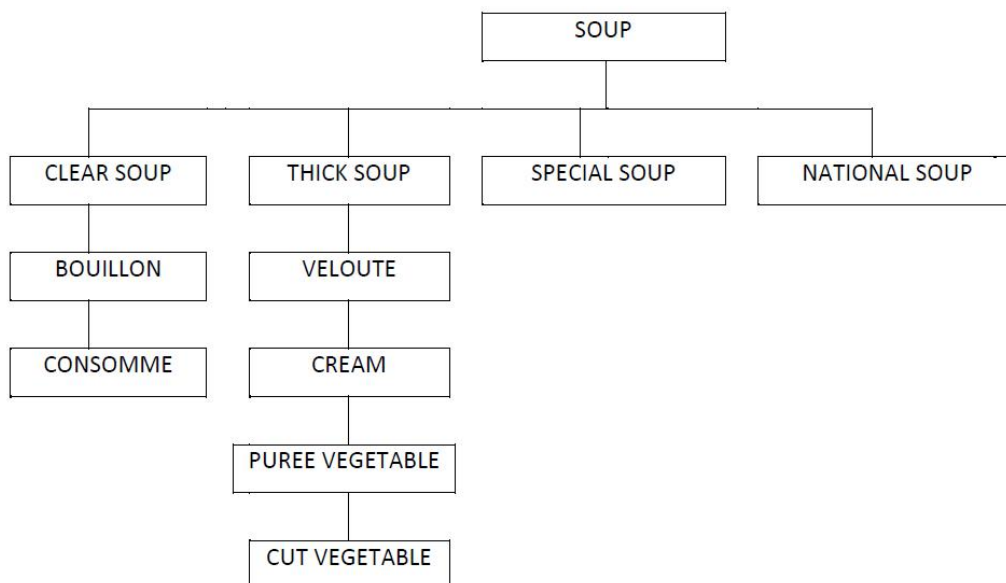 SOUP
CLEAR SOUP
THICK SOUP
SPECIAL SOUP
NATIONAL SOUP
BOUILLON
VELOUTE
CONSOMME
CREAM
PUREE VEGETABLE
CUT VEGETABLE